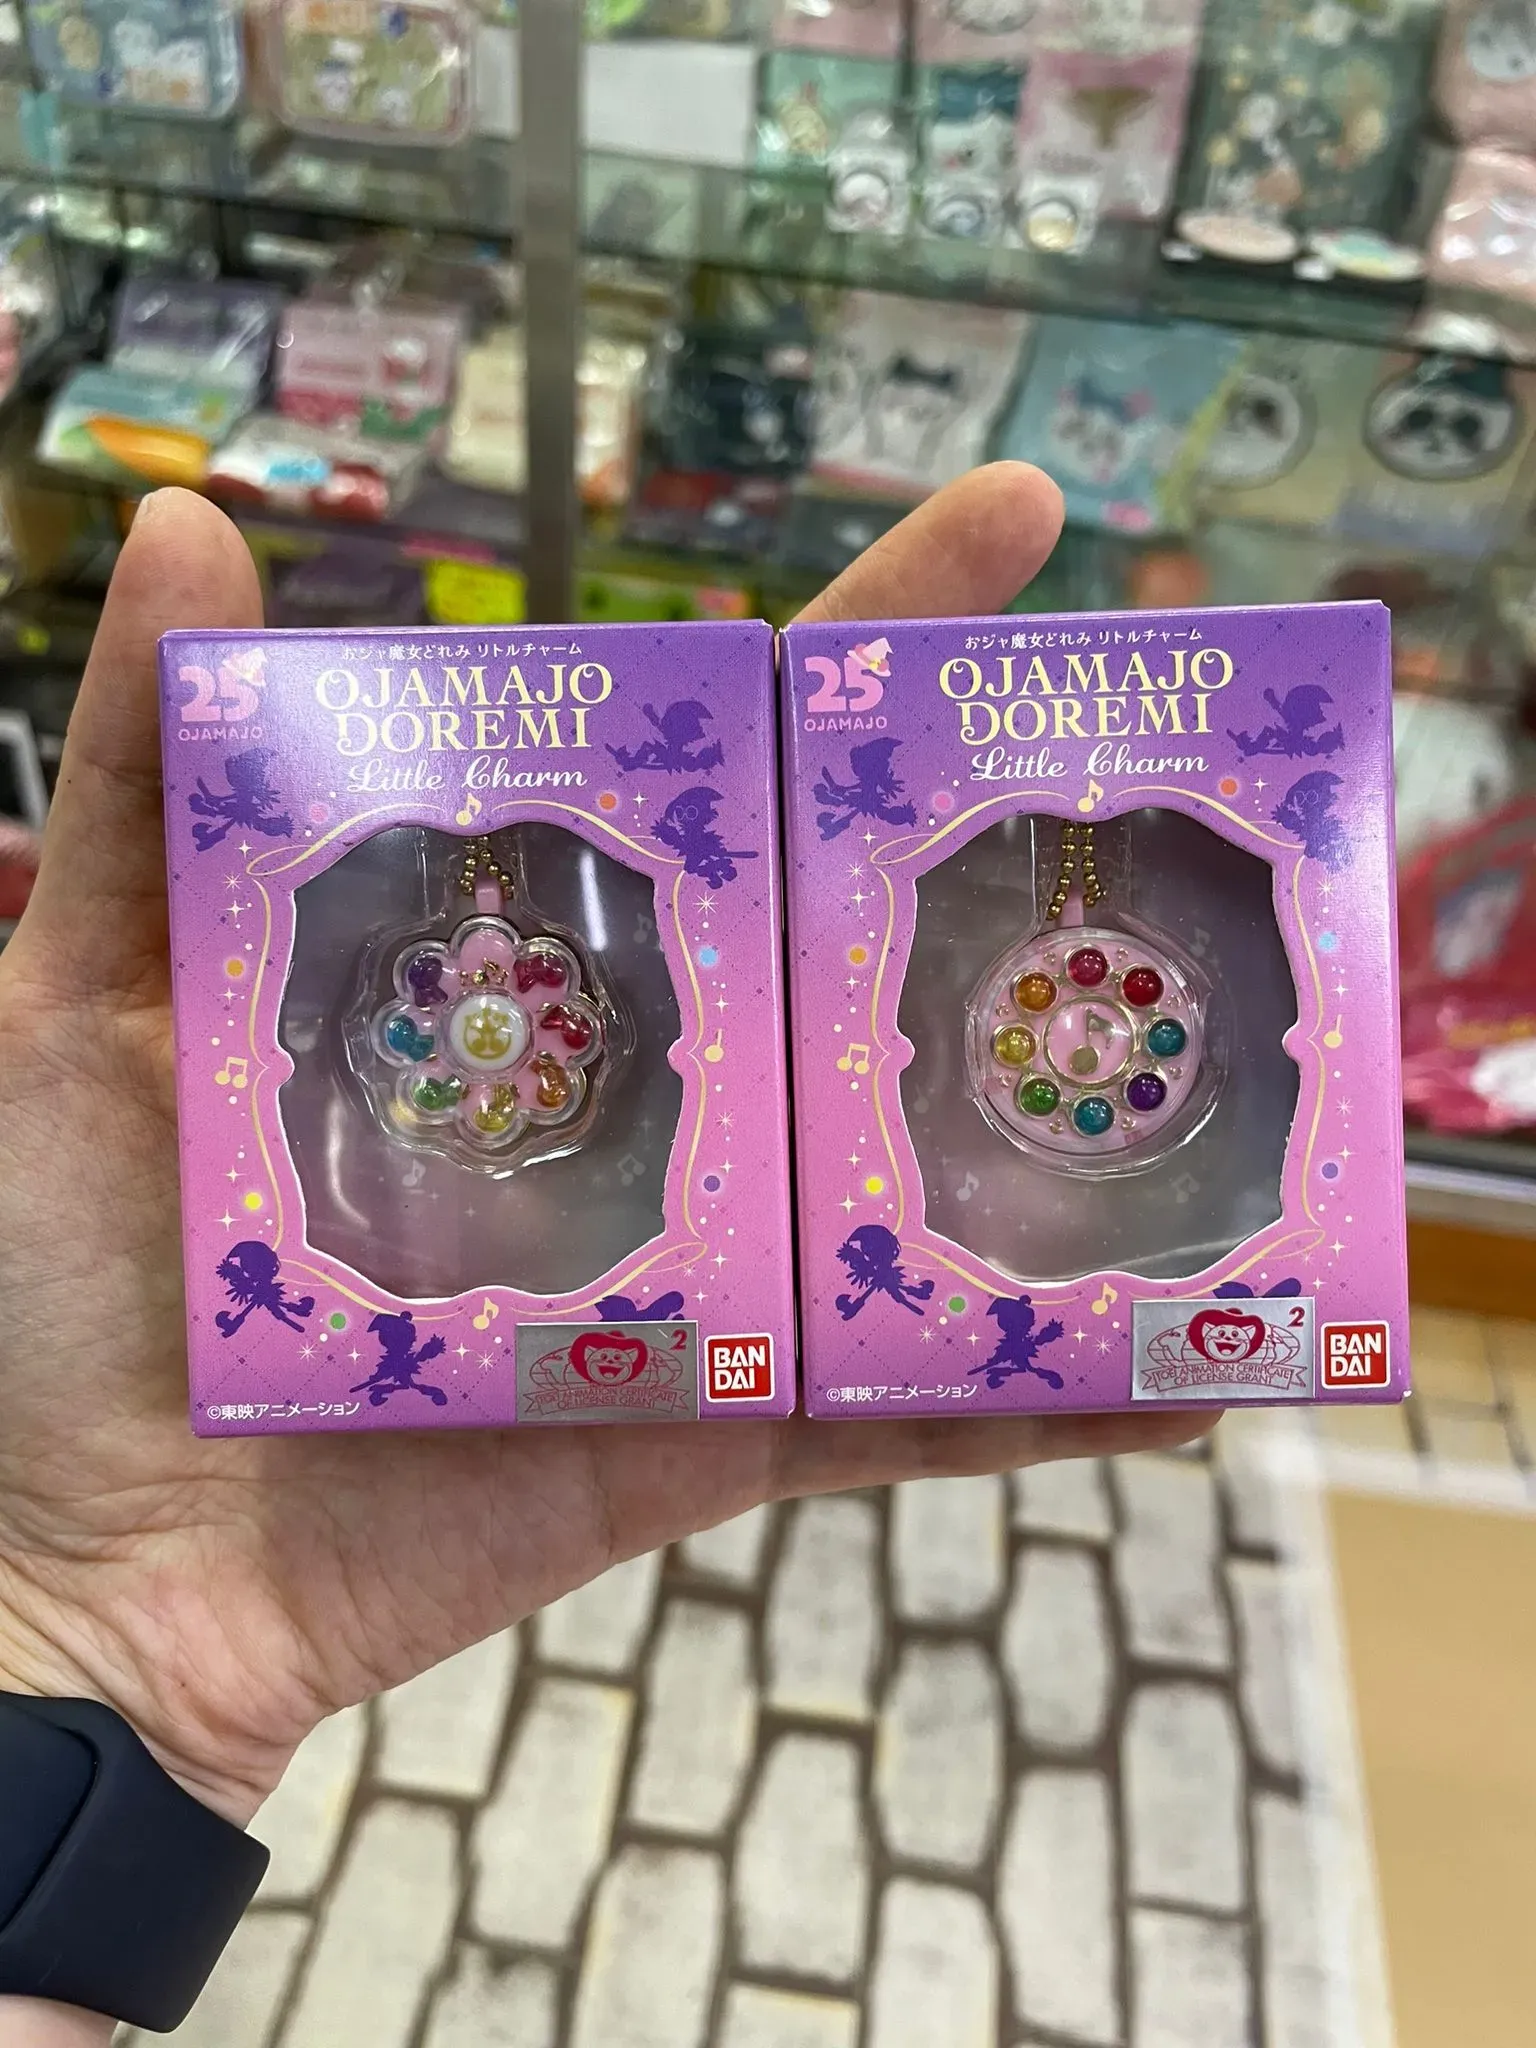 おジャ魔女どれみ リトルチャーム
25
OJAMAJO
OJAMAJO
DOREMI
Little Charm
©東映アニメーション
2
TOEI ANIMATION CERTIFICATE
OF LICENSE GRANT
BAN
DAI
おジャ魔女どれみ リトルチャーム
25
OJAMAJO
OJAMAJO
DOREMI
Little Charm
©東映アニメーション
2
TOEI ANIMATION CERTIFICATE
OF LICENSE GRANT
BAN
DAI